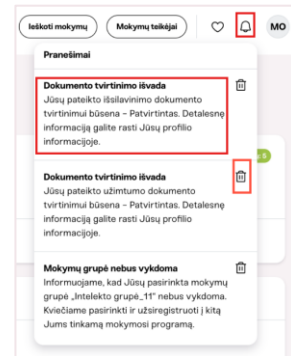 Ieškoti mokymų
Mokymų teikėjai
MO
Pranešimai
Dokumento tvirtinimo išvada
Jūsų pateikto išsilavinimo dokumento
tvirtinimui būsena – Patvirtintas. Detalesnę
informaciją galite rasti Jūsų profilio
informacijoje.
Dokumento tvirtinimo išvada
Jūsų pateikto užimtumo dokumento
tvirtinimui būsena – Patvirtintas. Detalesnę
informaciją galite rasti Jūsų profilio
informacijoje.
Mokymų grupė nebus vykdoma
Informuojame, kad Jūsų pasirinkta mokymų
grupė „Intelekto grupė_11" nebus vykdoma.
Kviečiame pasirinkti ir užsiregistruoti į kitą
Jums tinkamą mokymosi programą.